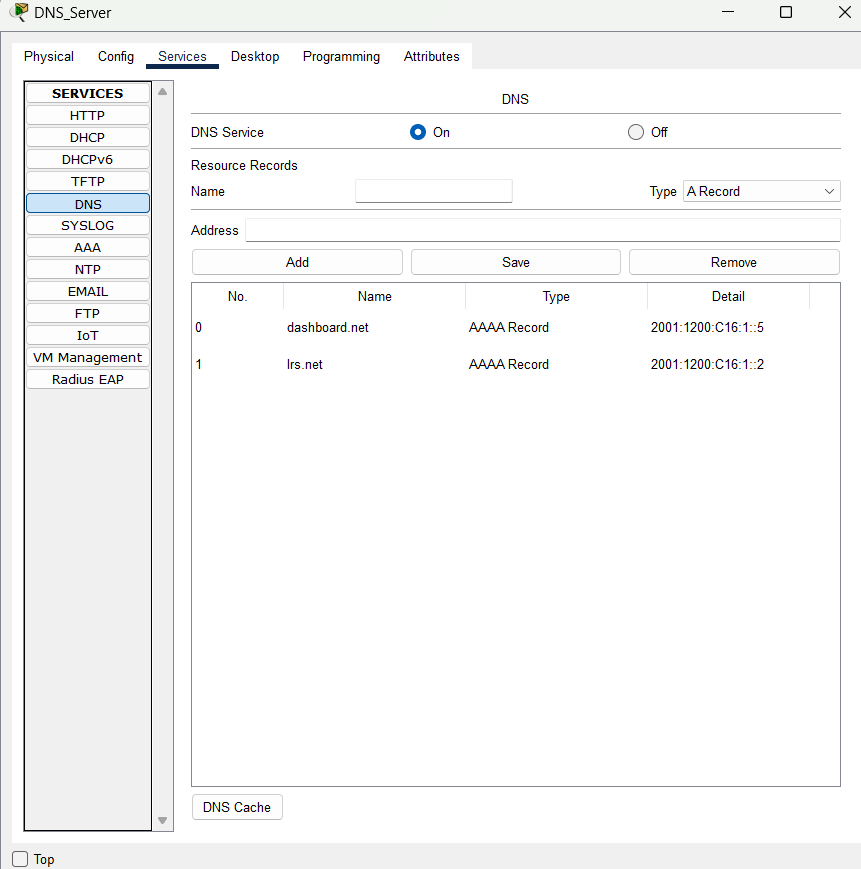 DNS_Server
Physical Config Services Desktop Programming Attributes
SERVICES
HTTP
DHCP
DHCPv6
TFTP
DNS
SYSLOG
AAA
NTP
EMAIL
FTP
IoT
VM Management
Radius EAP
DNS
DNS Service On Off
Resource Records
Name Type A Record
Address
Add Save Remove
No. Name Type Detail
0 dashboard.net AAAA Record 2001:1200:C16:1::5
1 lrs.net AAAA Record 2001:1200:C16:1::2
DNS Cache
Top